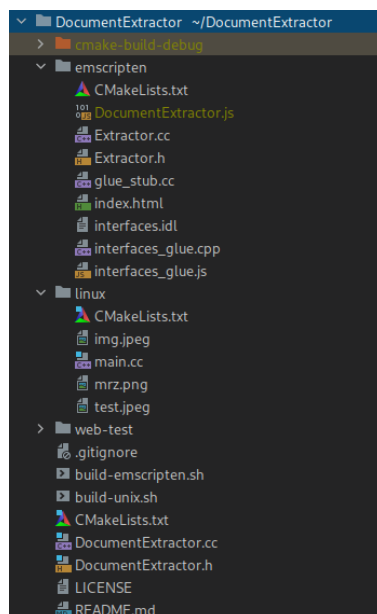 DocumentExtractor ~/DocumentExtractor
cmake-build-debug
emscripten
CMakeLists.txt
DocumentExtractor.js
Extractor.cc
Extractor.h
glue_stub.cc
index.html
interfaces.idl
interfaces_glue.cpp
interfaces_glue.js
linux
CMakeLists.txt
img.jpeg
main.cc
mrz.png
test.jpeg
web-test
.gitignore
build-emscripten.sh
build-unix.sh
CMakeLists.txt
DocumentExtractor.cc
DocumentExtractor.h
LICENSE
README.md